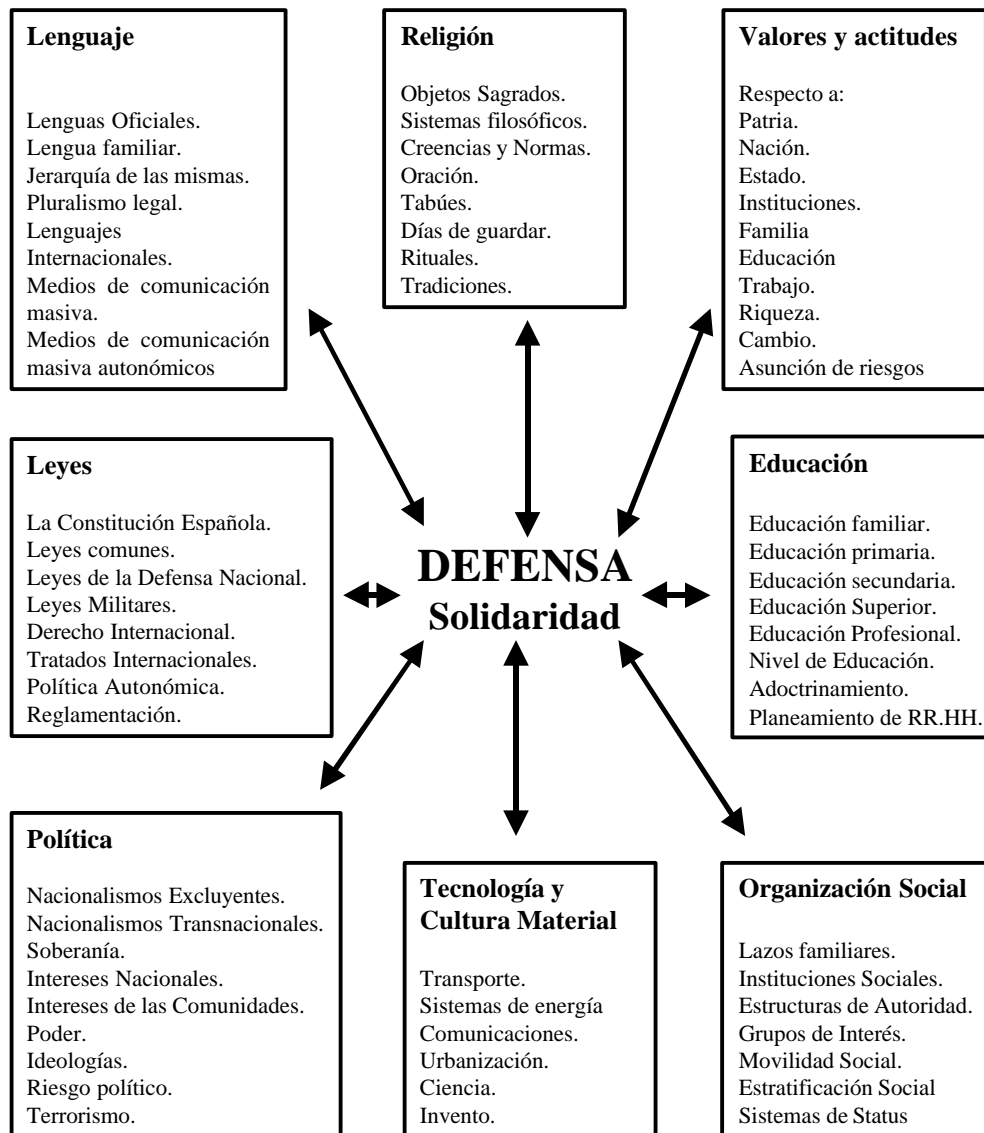 Lenguaje
Lenguas Oficiales.
Lengua familiar.
Jerarquía de las mismas.
Pluralismo legal.
Lenguajes
Internacionales.
Medios de comunicación
masiva.
Medios de comunicación
masiva autonómicos
Religión
Objetos Sagrados.
Sistemas filosóficos.
Creencias y Normas.
Oración.
Tabúes.
Días de guardar.
Rituales.
Tradiciones.
Valores y actitudes
Respecto a:
Patria.
Nación.
Estado.
Instituciones.
Familia
Educación
Trabajo.
Riqueza.
Cambio.
Asunción de riesgos
Leyes
La Constitución Española.
Leyes comunes.
Leyes de la Defensa Nacional.
Leyes Militares.
Derecho Internacional.
Tratados Internacionales.
Política Autonómica.
Reglamentación.
DEFENSA
Solidaridad
Educación
Educación familiar.
Educación primaria.
Educación secundaria.
Educación Superior.
Educación Profesional.
Nivel de Educación.
Adoctrinamiento.
Planeamiento de RR.HH.
Política
Nacionalismos Excluyentes.
Nacionalismos Transnacionales.
Soberanía.
Intereses Nacionales.
Intereses de las Comunidades.
Poder.
Ideologías.
Riesgo político.
Terrorismo.
Tecnología y
Cultura Material
Transporte.
Sistemas de energía
Comunicaciones.
Urbanización.
Ciencia.
Invento.
Organización Social
Lazos familiares.
Instituciones Sociales.
Estructuras de Autoridad.
Grupos de Interés.
Movilidad Social.
Estratificación Social
Sistemas de Status